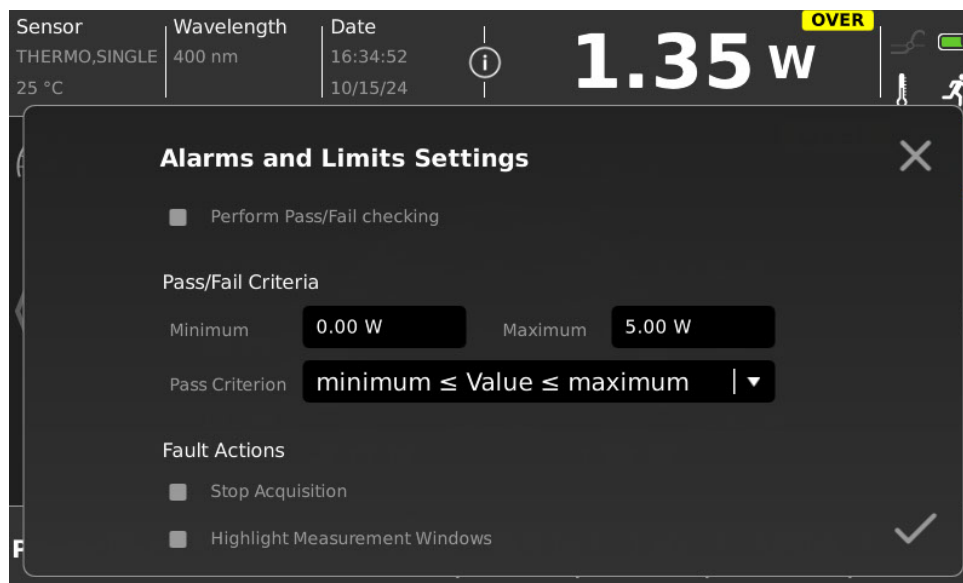 Sensor
THERMO,SINGLE
25 °C
Wavelength
400 nm
Date
16:34:52
10/15/24
i
OVER
1.35 W
Alarms and Limits Settings
Perform Pass/Fail checking
Pass/Fail Criteria
Minimum 0.00 W Maximum 5.00 W
Pass Criterion minimum ≤ Value ≤ maximum
Fault Actions
Stop Acquisition
Highlight Measurement Windows